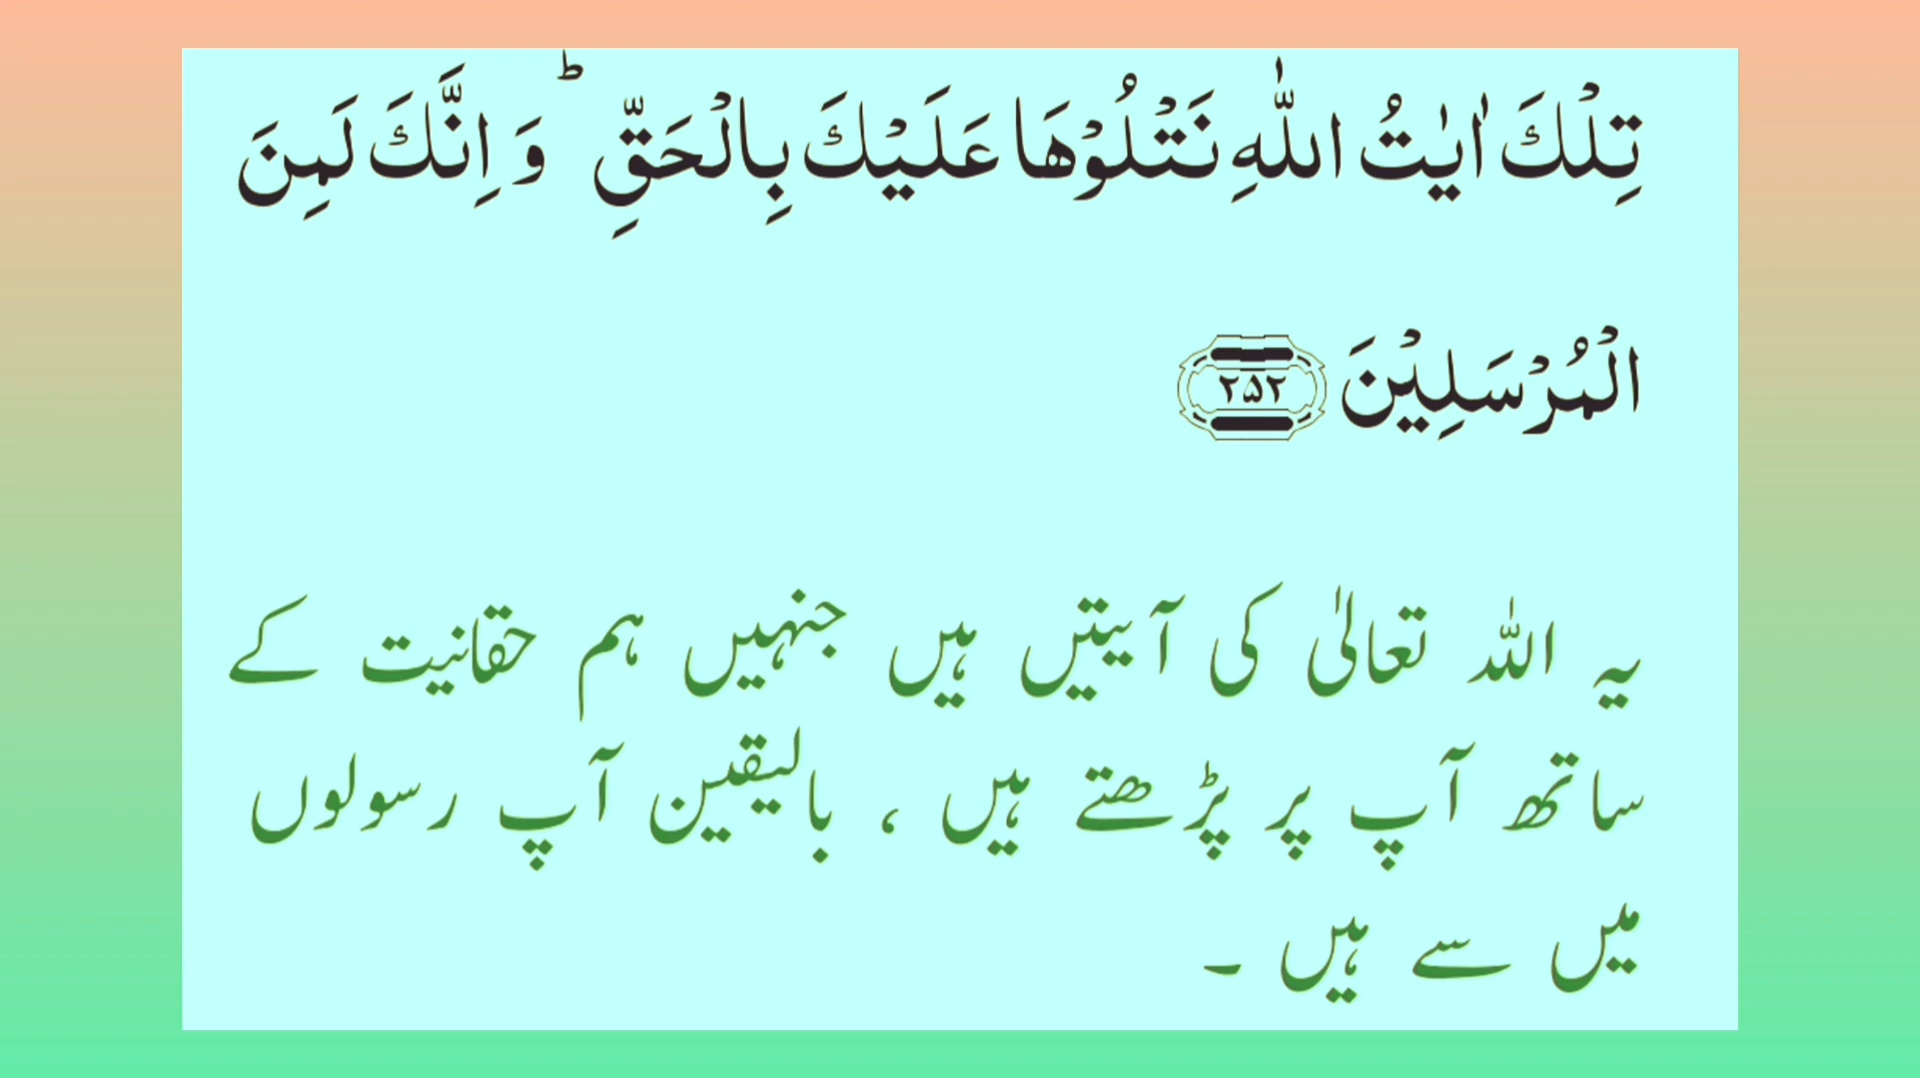 تِلْكَ اٰیٰتُ اللّٰهِ نَتْلُوْهَا عَلَیْكَ بِالْحَقِّ ؕ وَ اِنَّكَ لَمِنَ
الْمُرْسَلِیْنَ ﴿۲۵۲﴾
یہ اللہ تعالیٰ کی آیتیں ہیں جنہیں ہم حقانیت کے
ساتھ آپ پر پڑھتے ہیں ، بالیقین آپ رسولوں
میں سے ہیں ۔